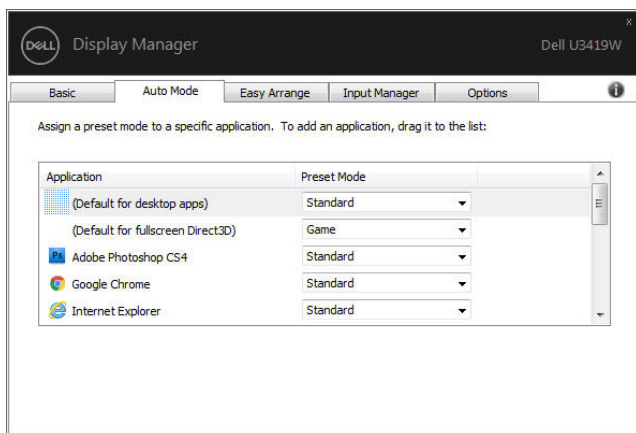 x
DELL Display Manager Dell U3419W
Basic Auto Mode Easy Arrange Input Manager Options i
Assign a preset mode to a specific application. To add an application, drag it to the list:
Application Preset Mode
(Default for desktop apps) Standard
(Default for fullscreen Direct3D) Game
Ps Adobe Photoshop CS4 Standard
Google Chrome Standard
Internet Explorer Standard